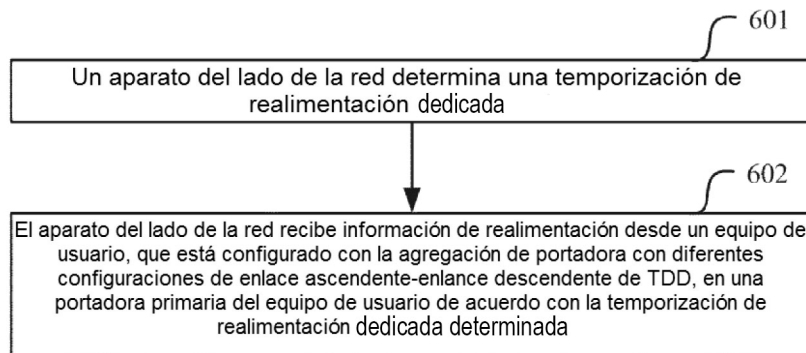 601
Un aparato del lado de la red determina una temporización de
realimentación dedicada
602
El aparato del lado de la red recibe información de realimentación desde un equipo de
usuario, que está configurado con la agregación de portadora con diferentes
configuraciones de enlace ascendente-enlance descendente de TDD, en una
portadora primaria del equipo de usuario de acuerdo con la temporización de
realimentación dedicada determinada